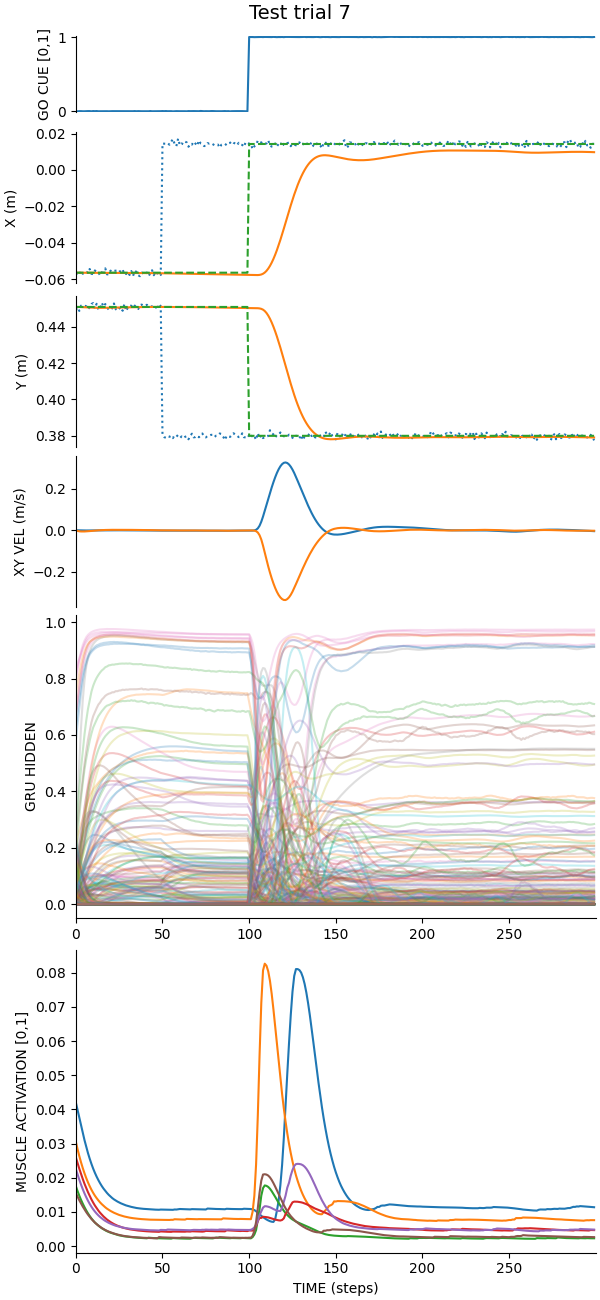 Test trial 7
GO CUE [0,1]
1
0
X (m)
0.02
0.00
−0.02
−0.04
−0.06
Y (m)
0.44
0.42
0.40
0.38
XY VEL (m/s)
0.2
0.0
−0.2
GRU HIDDEN
1.0
0.8
0.6
0.4
0.2
0.0
0 50 100 150 200 250
MUSCLE ACTIVATION [0,1]
0.08
0.07
0.06
0.05
0.04
0.03
0.02
0.01
0.00
0 50 100 150 200 250
TIME (steps)